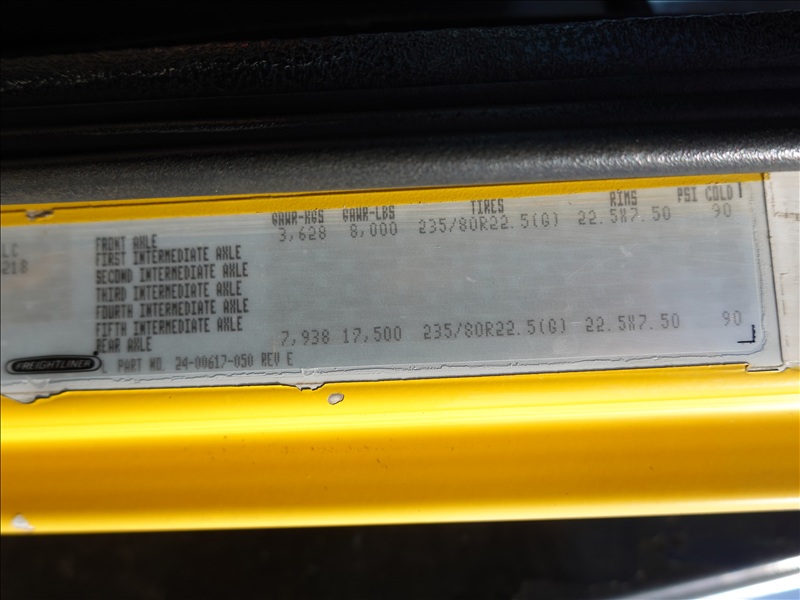 GAWR-KGS GAWR-LBS TIRES RIMS PSI COLD
FRONT AXLE 3,628 8,000 235/80R22.5(G) 22.5X7.50 90
FIRST INTERMEDIATE AXLE
SECOND INTERMEDIATE AXLE
THIRD INTERMEDIATE AXLE
FOURTH INTERMEDIATE AXLE
FIFTH INTERMEDIATE AXLE
REAR AXLE 7,938 17,500 235/80R22.5(G) 22.5X7.50 90
LC
218
FREIGHTLINER
PART NO. 24-00617-050 REV E